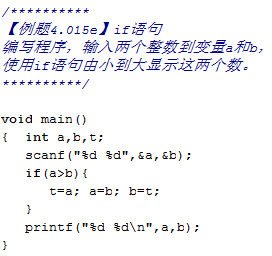 /**********
【例题4.015e】if语句
编写程序，输入两个整数到变量a和b，
使用if语句由小到大显示这两个数。
**********/
void main()
{  int a,b,t;
   scanf("%d %d",&a,&b);
   if(a>b){
      t=a; a=b; b=t;
   }
   printf("%d %d\n",a,b);
}